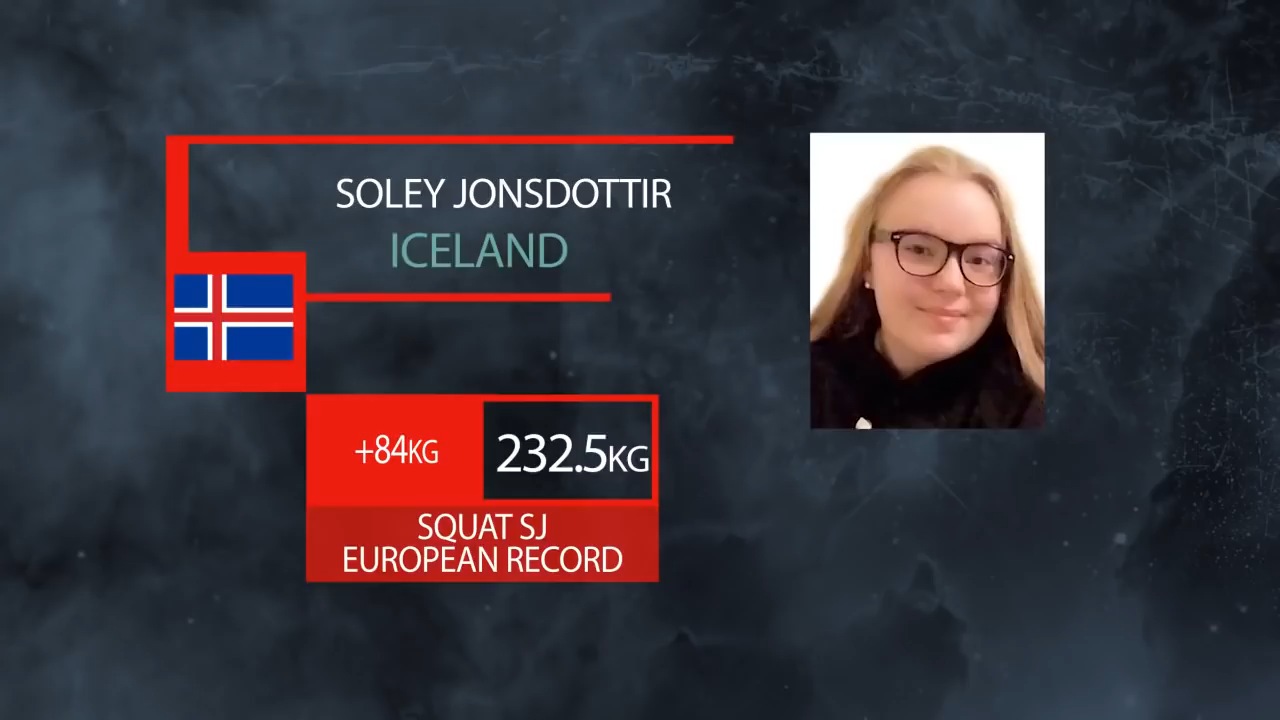 SOLEY JONSDOTTIR
ICELAND
+84KG
232.5KG
SQUAT SJ
EUROPEAN RECORD